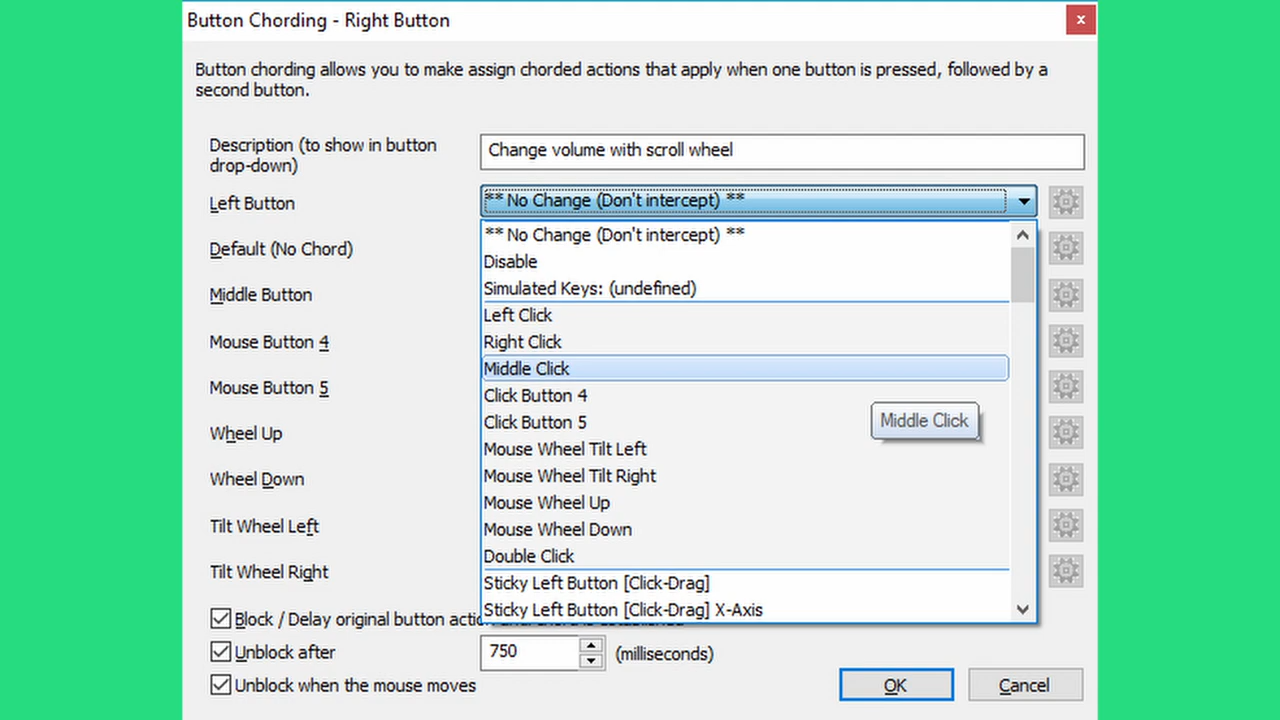 Button Chording - Right Button
x
Button chording allows you to make assign chorded actions that apply when one button is pressed, followed by a
second button.
Description (to show in button
drop-down)
Change volume with scroll wheel
Left Button
** No Change (Don't intercept) **
** No Change (Don't intercept) **
Disable
Simulated Keys: (undefined)
Left Click
Right Click
Middle Click
Click Button 4
Click Button 5
Mouse Wheel Tilt Left
Mouse Wheel Tilt Right
Mouse Wheel Up
Mouse Wheel Down
Double Click
Sticky Left Button [Click-Drag]
Sticky Left Button [Click-Drag] X-Axis
Middle Click
Default (No Chord)
Middle Button
Mouse Button 4
Mouse Button 5
Wheel Up
Wheel Down
Tilt Wheel Left
Tilt Wheel Right
Block / Delay original button
Unblock after
750
(milliseconds)
Unblock when the mouse moves
OK
Cancel